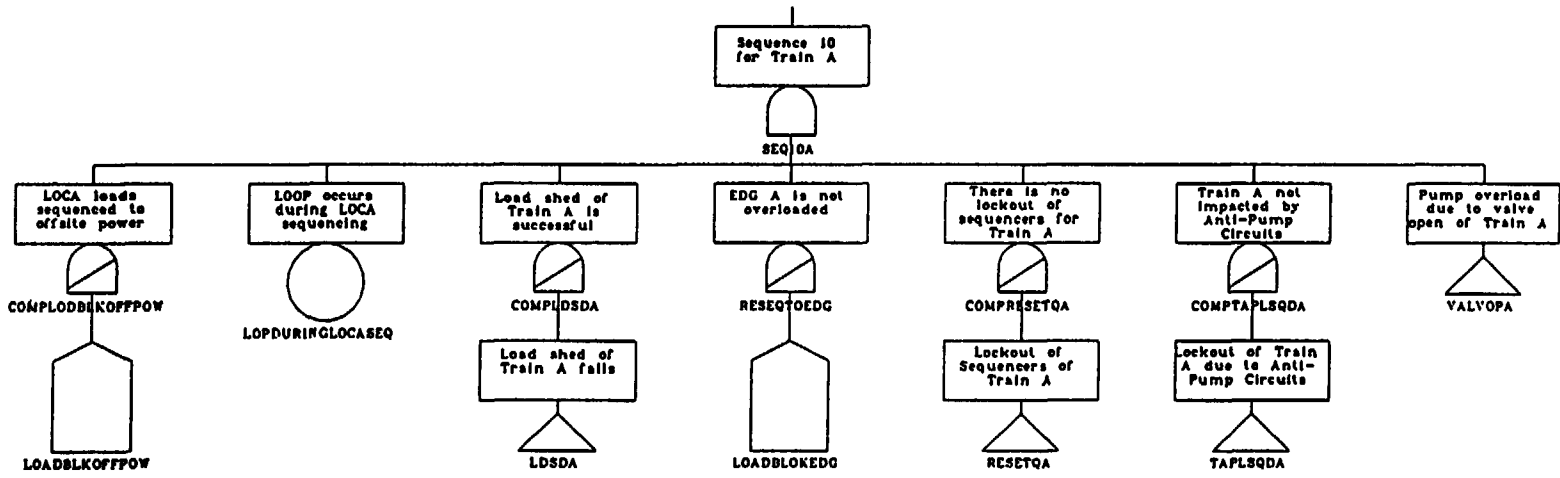 Sequence 10
for Train A
SEQ10A
LOCA loads
sequenced to
offsite power
COMPLODBLKOFFPOW
LOADBLKOFFPOW
LOOP occurs
during LOCA
sequencing
LOPDURINGLOCASEQ
Load shed of
Train A is
successful
COMPLDSDA
Load shed of
Train A fails
LDSDA
EDG A is not
overloaded
RESEQTOEDG
LOADBLOKEDG
There is no
lockout of
sequencers for
Train A
COMPRESETQA
Lockout of
Sequencers of
Train A
RESETQA
Train A not
impacted by
Anti-Pump
Circuits
COMPTAPLSQDA
Lockout of Train
A due to Anti-
Pump Circuits
TAPLSQDA
Pump overload
due to valve
open of Train A
VALVOPA